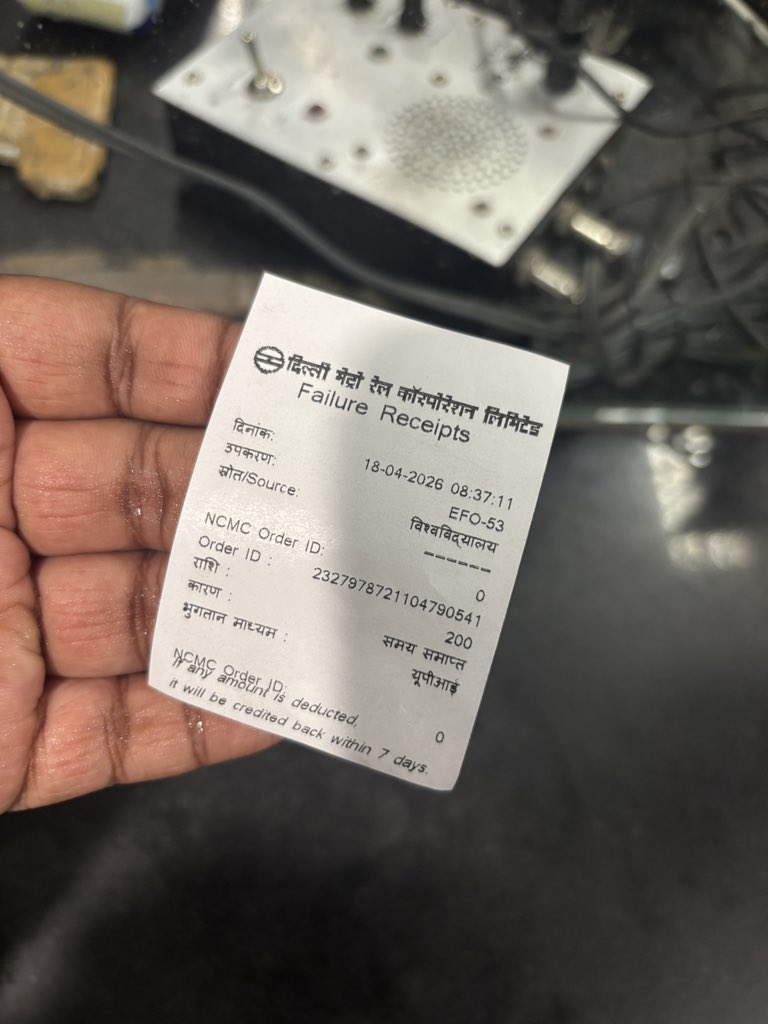 दिल्ली मेट्रो रेल कॉरपोरेशन लिमिटेड
Failure Receipts
दिनांक: 18-04-2026 08:37:11
उपकरण: EFO-53
स्रोत/Source: विश्वविद्यालय
------
NCMC Order ID: 0
Order ID : 2327978721104790541
राशि : 200
कारण : समय समाप्त
भुगतान माध्यम : यूपीआई
NCMC Order ID: 0
If any amount is deducted,
it will be credited back within 7 days.